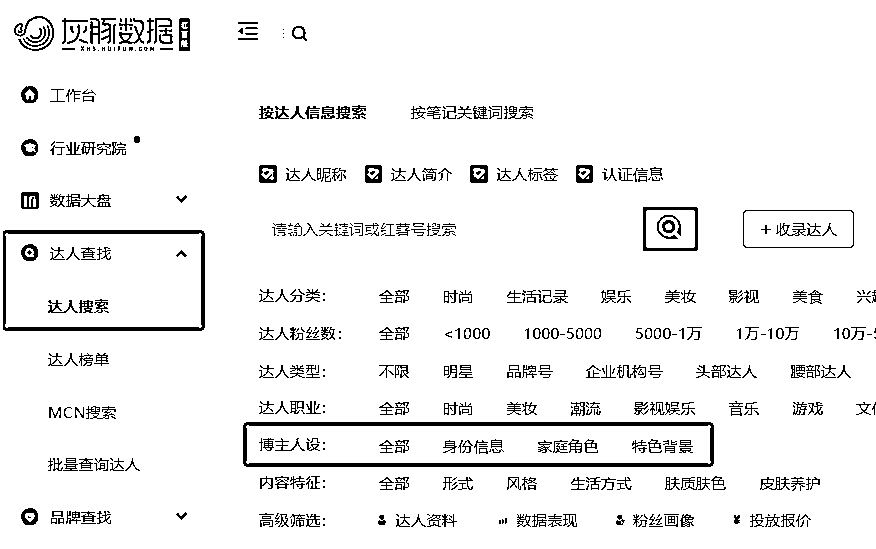 灰豚数据 红薯版
XHS.HUITUN.COM
工作台
行业研究院
数据大盘
达人查找
达人搜索
达人榜单
MCN搜索
批量查询达人
品牌查找
按达人信息搜索 按笔记关键词搜索
达人昵称 达人简介 达人标签 认证信息
请输入关键词或红薯号搜索
+ 收录达人
达人分类: 全部 时尚 生活记录 娱乐 美妆 影视 美食
达人粉丝数: 全部 <1000 1000-5000 5000-1万 1万-10万
达人类型: 不限 明星 品牌号 企业机构号 头部达人 腰部达人
达人职业: 全部 时尚 美妆 潮流 影视娱乐 音乐 游戏
博主人设: 全部 身份信息 家庭角色 特色背景
内容特征: 全部 形式 风格 生活方式 肤质肤色 皮肤养护
高级筛选: 达人资料 数据表现 粉丝画像 投放报价